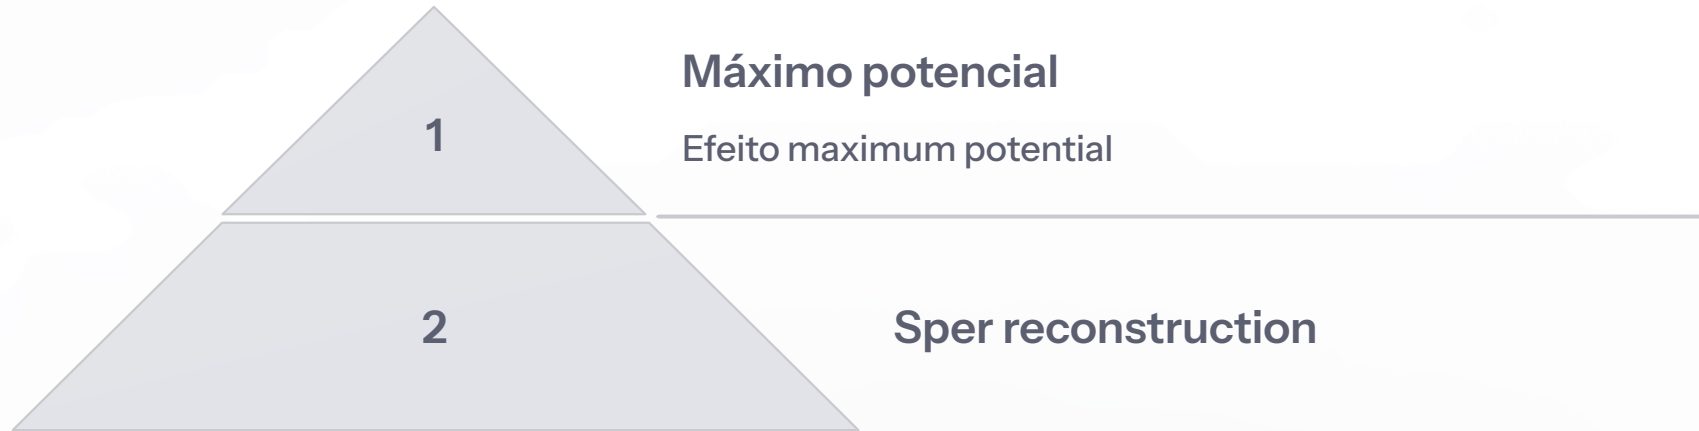 1
Máximo potencial
Efeito maximum potential
2
Sper reconstruction